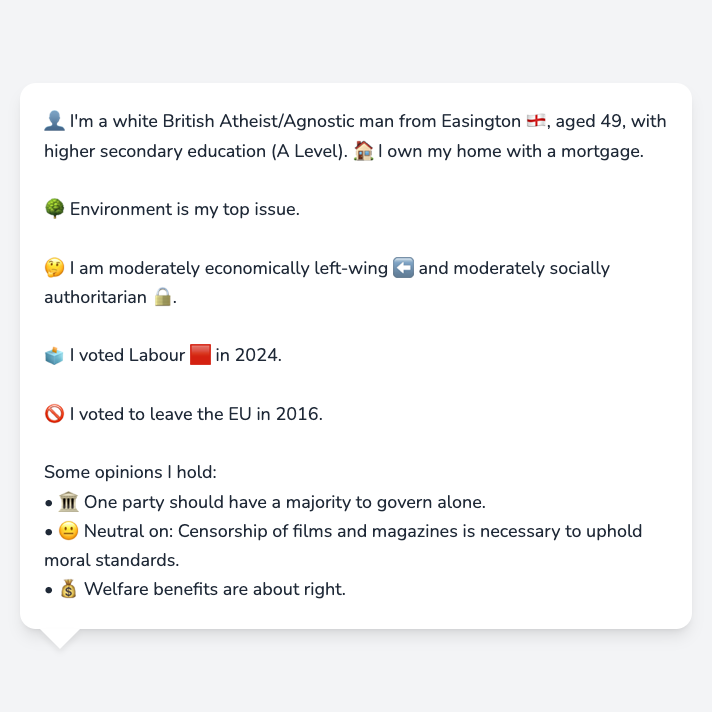 👤 I'm a white British Atheist/Agnostic man from Easington 🏴󠁧󠁢󠁥󠁮󠁧󠁿, aged 49, with
higher secondary education (A Level). 🏠 I own my home with a mortgage.
🌳 Environment is my top issue.
🤔 I am moderately economically left-wing ⬅️ and moderately socially
authoritarian 🔒.
🗳️ I voted Labour 🟥 in 2024.
🚫 I voted to leave the EU in 2016.
Some opinions I hold:
• 🏛️ One party should have a majority to govern alone.
• 😐 Neutral on: Censorship of films and magazines is necessary to uphold
moral standards.
• 💰 Welfare benefits are about right.